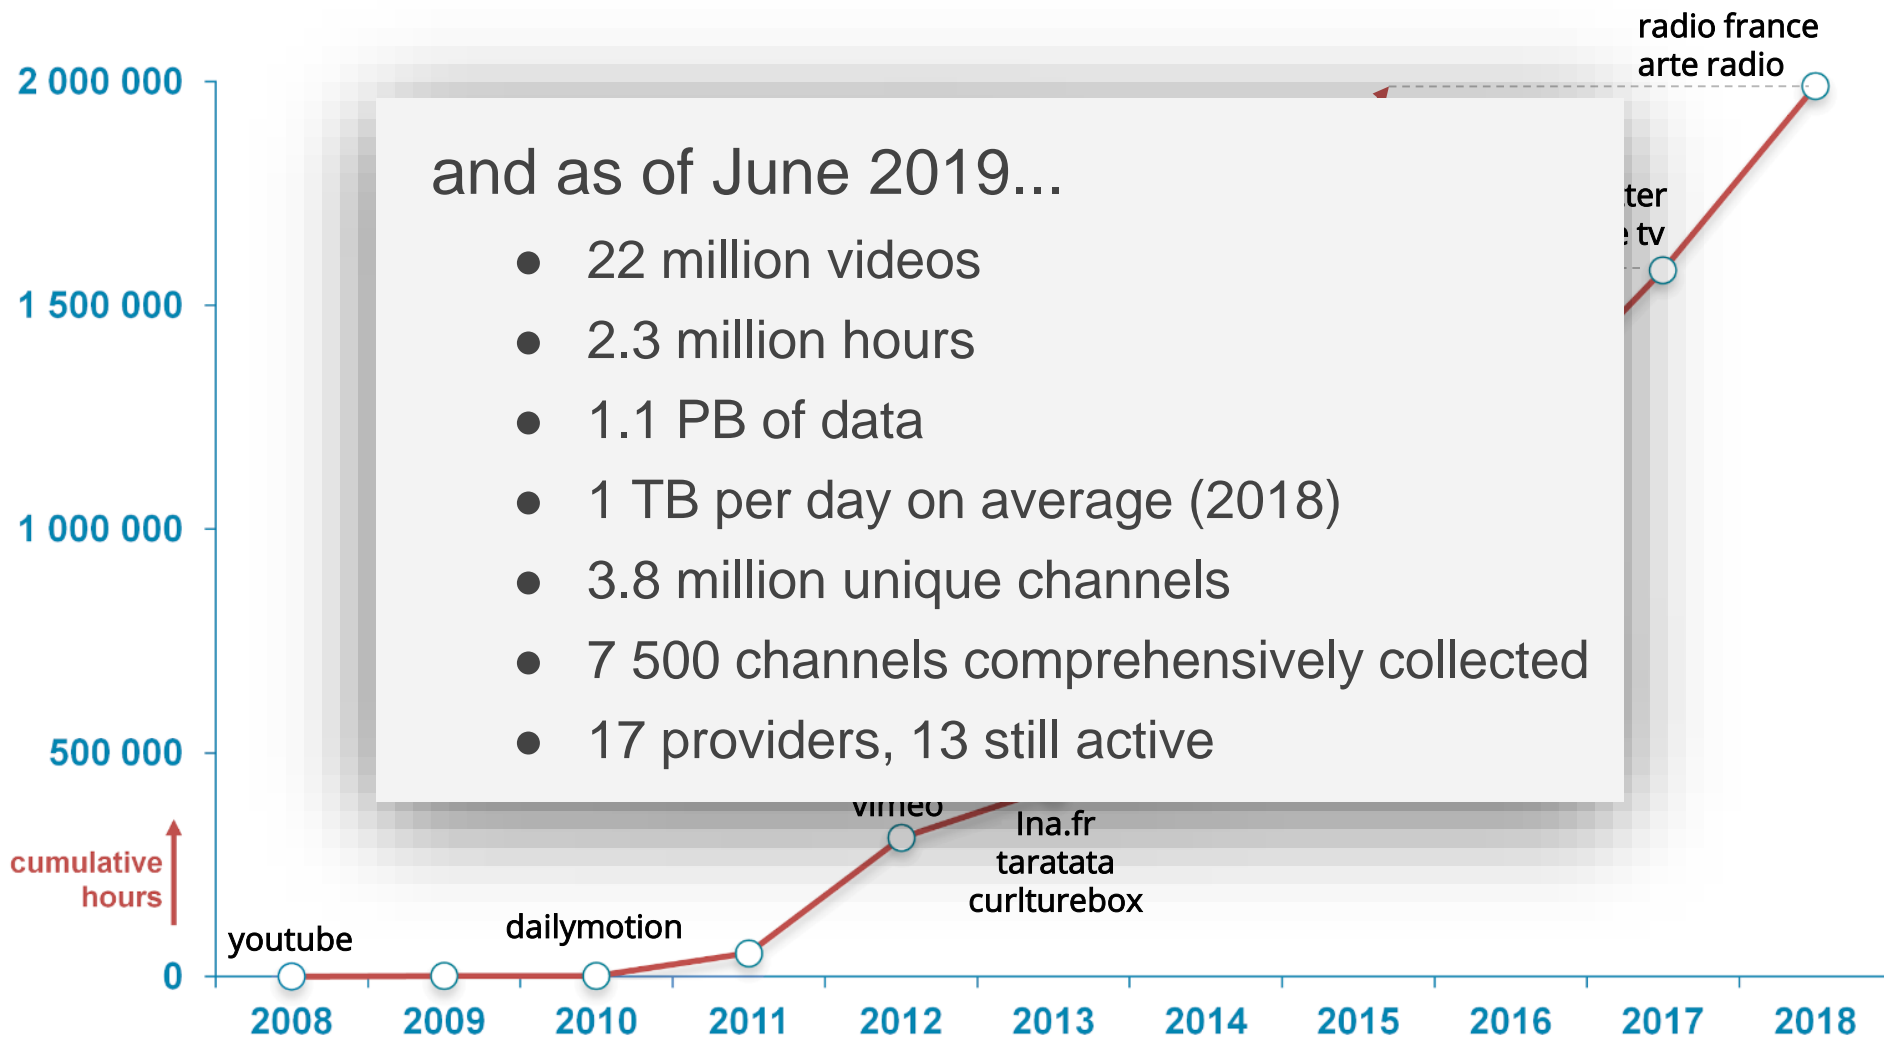 radio france
arte radio
2 000 000
and as of June 2019...
● 22 million videos
● 2.3 million hours
● 1.1 PB of data
● 1 TB per day on average (2018)
● 3.8 million unique channels
● 7 500 channels comprehensively collected
● 17 providers, 13 still active
tv
1 500 000
1 000 000
500 000
vimeo
Ina.fr
taratata
curlturebox
cumulative
hours
youtube
dailymotion
0
2008 2009 2010 2011 2012 2013 2014 2015 2016 2017 2018